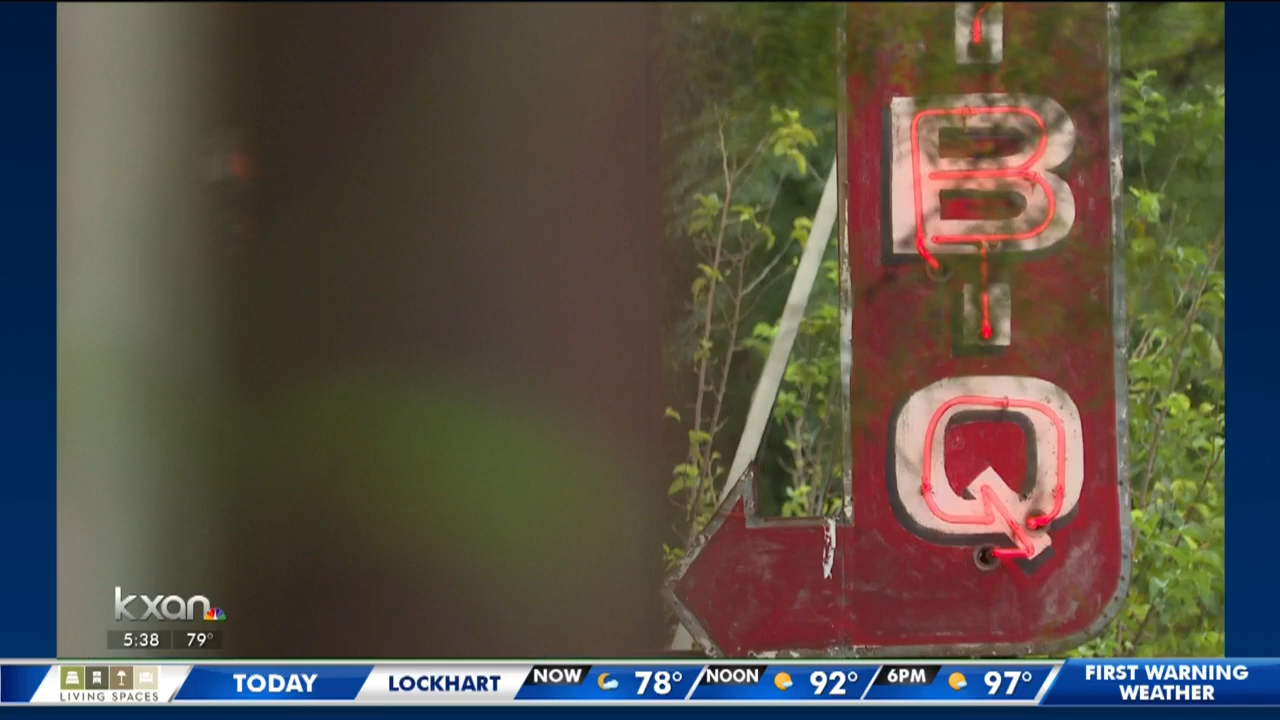 -
B
-
Q
kxan
5:38 79°
LIVING SPACES
TODAY
LOCKHART
NOW 78°
NOON 92°
6PM 97°
FIRST WARNING
WEATHER